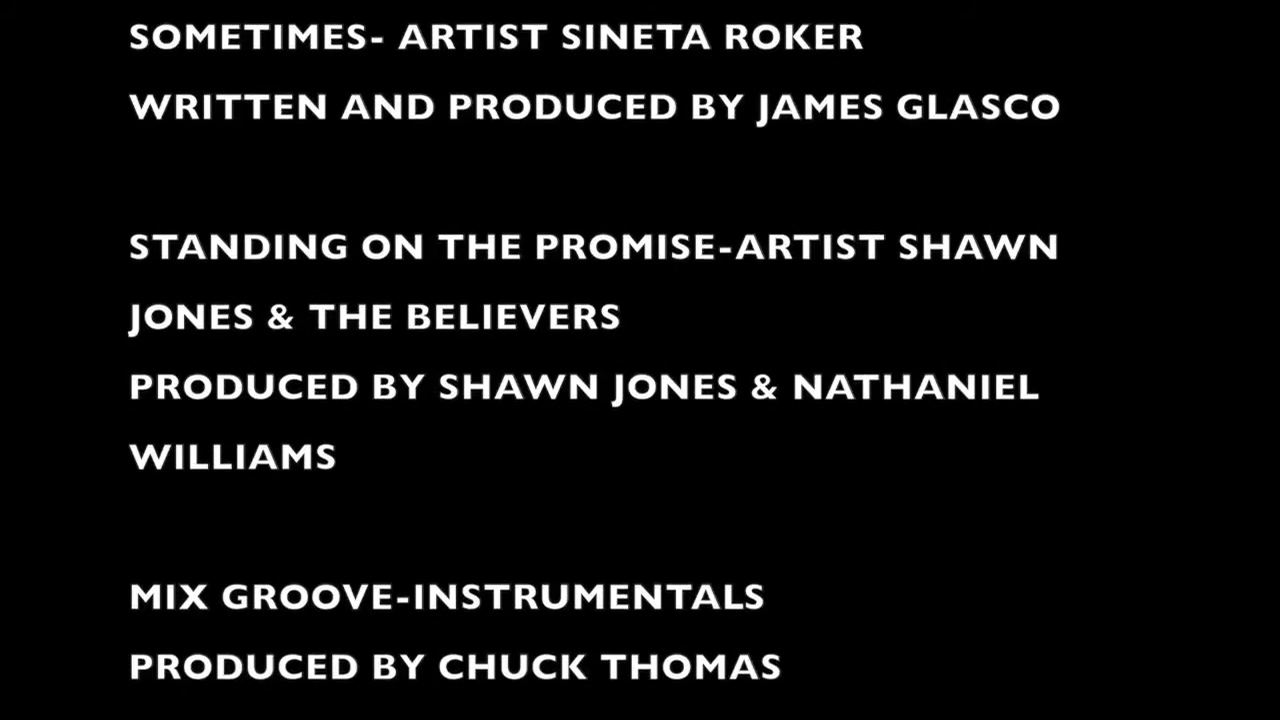 SOMETIMES- ARTIST SINETA ROKER
WRITTEN AND PRODUCED BY JAMES GLASCO
STANDING ON THE PROMISE-ARTIST SHAWN
JONES & THE BELIEVERS
PRODUCED BY SHAWN JONES & NATHANIEL
WILLIAMS
MIX GROOVE-INSTRUMENTALS
PRODUCED BY CHUCK THOMAS